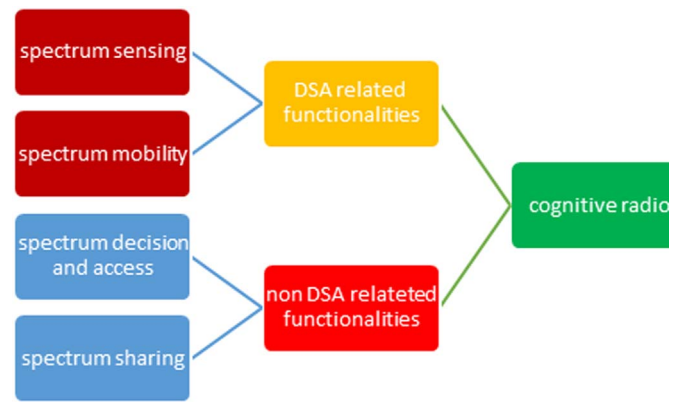 spectrum sensing
spectrum mobility
spectrum decision
and access
spectrum sharing
DSA related
functionalities
non DSA relateted
functionalities
cognitive radio